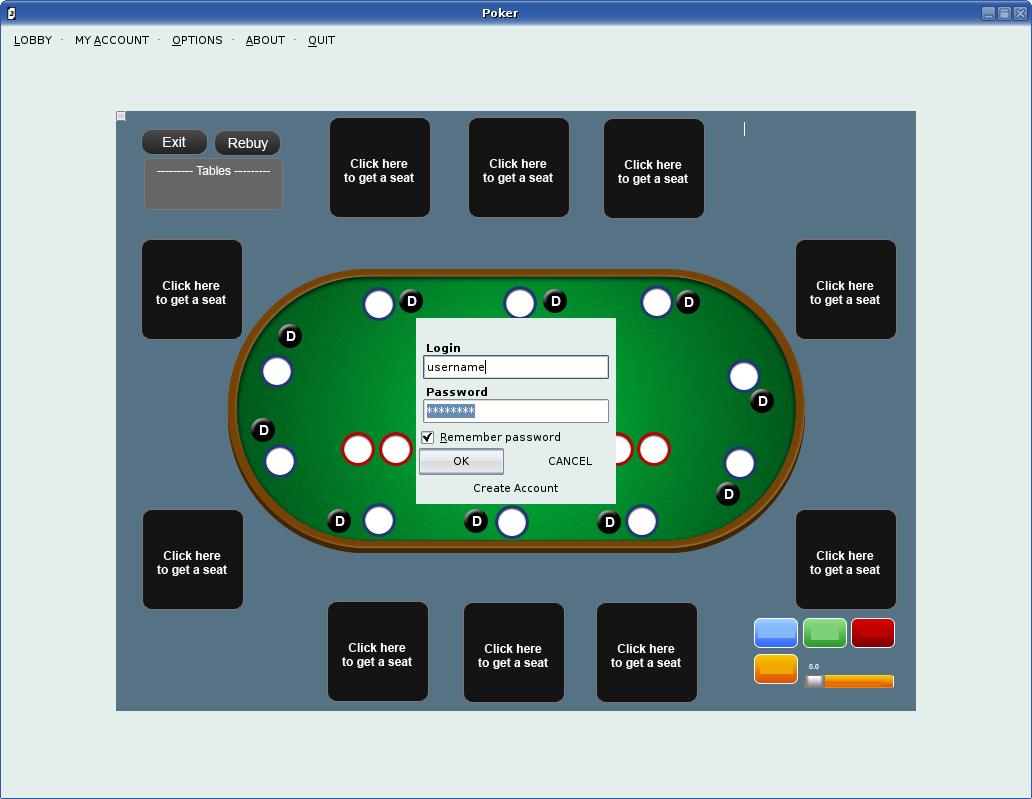 Poker
LOBBY - MY ACCOUNT - OPTIONS - ABOUT - QUIT
Exit
Rebuy
--------- Tables ---------
Click here
to get a seat
Click here
to get a seat
Click here
to get a seat
Click here
to get a seat
Click here
to get a seat
D
D
D
D
D
D
D
D
D
D
Login
username
Password
********
Remember password
OK
CANCEL
Create Account
Click here
to get a seat
Click here
to get a seat
Click here
to get a seat
Click here
to get a seat
Click here
to get a seat
0.0